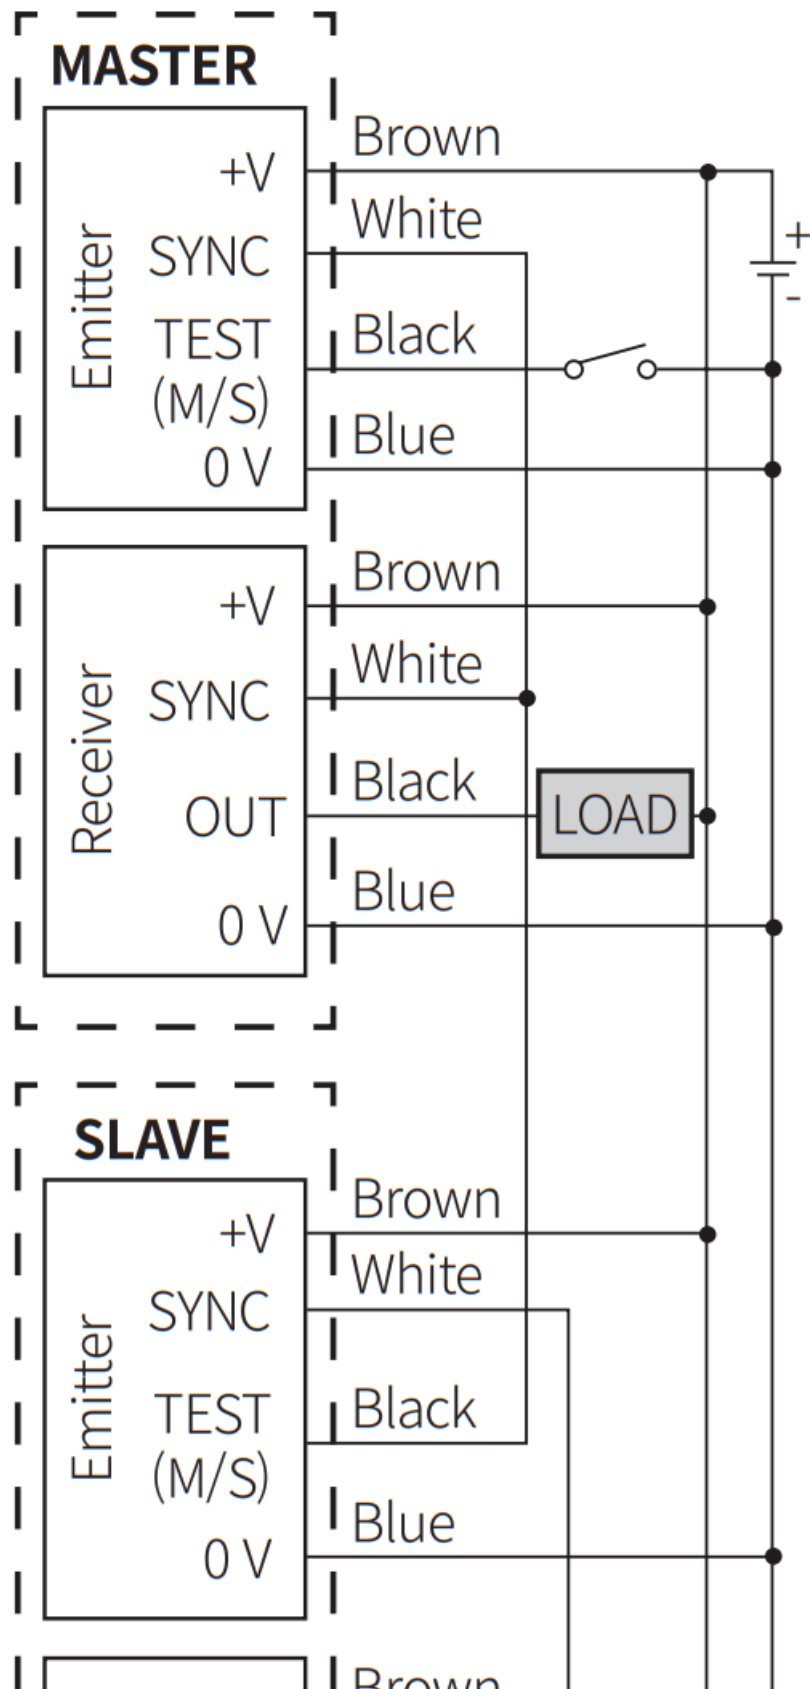 MASTER
Emitter
+V
Brown
SYNC
White
TEST
(M/S)
Black
0 V
Blue
+
-
Receiver
+V
Brown
SYNC
White
OUT
Black
LOAD
0 V
Blue
SLAVE
Emitter
+V
Brown
SYNC
White
TEST
(M/S)
Black
0 V
Blue
Brown